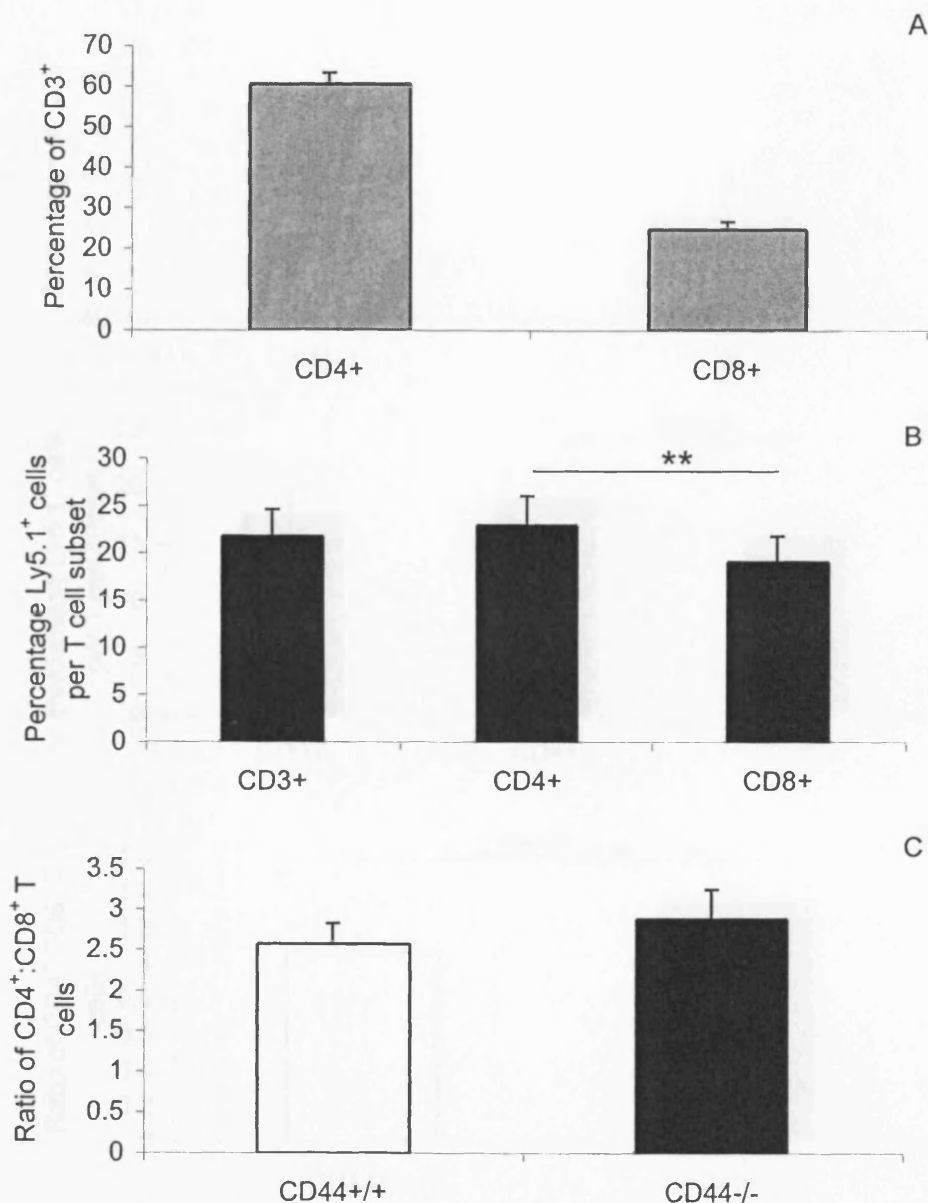 A
Percentage of CD3+
70
60
50
40
30
20
10
0
CD4+
CD8+
B
Percentage Ly5.1+ cells
per T cell subset
30
25
20
15
10
5
0
**
CD3+
CD4+
CD8+
C
Ratio of CD4+:CD8+ T
cells
3.5
3
2.5
2
1.5
1
0.5
0
CD44+/+
CD44-/-